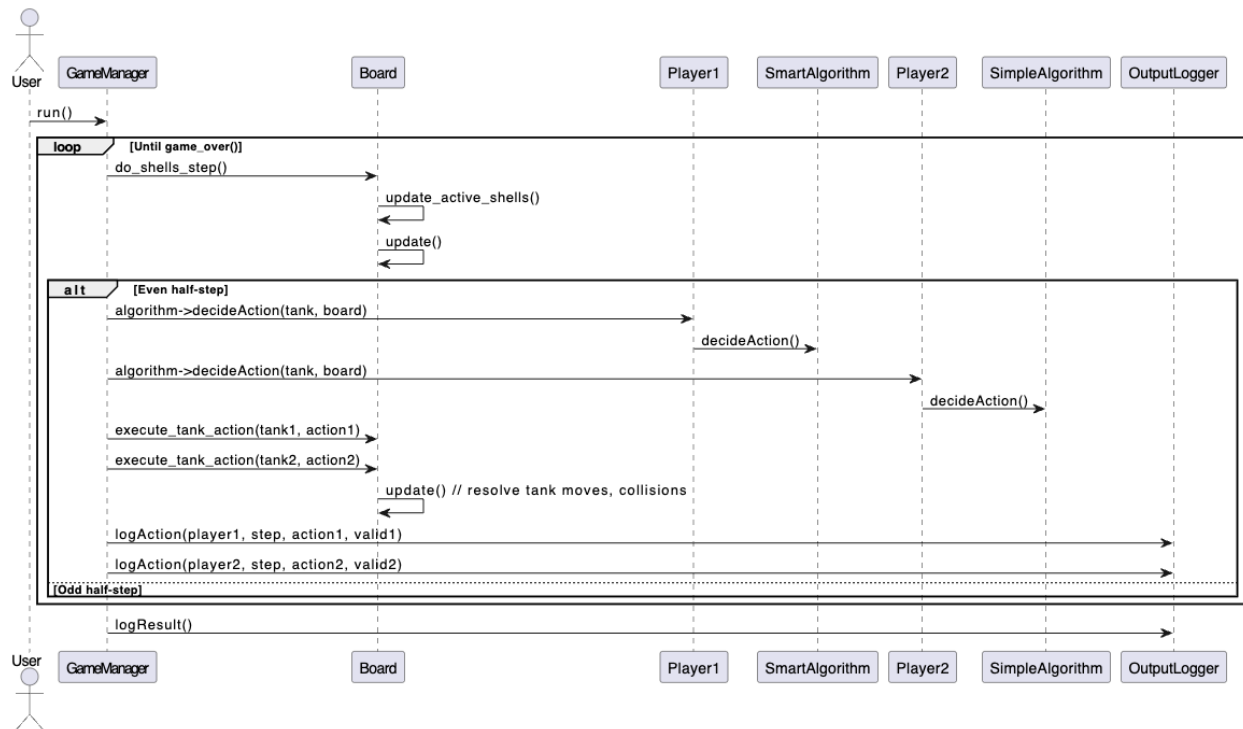 User
GameManager
Board
Player1
SmartAlgorithm
Player2
SimpleAlgorithm
OutputLogger
run()
loop
[Until game_over()]
do_shells_step()
update_active_shells()
update()
alt
[Even half-step]
algorithm->decideAction(tank, board)
decideAction()
algorithm->decideAction(tank, board)
decideAction()
execute_tank_action(tank1, action1)
execute_tank_action(tank2, action2)
update() // resolve tank moves, collisions
logAction(player1, step, action1, valid1)
logAction(player2, step, action2, valid2)
[Odd half-step]
logResult()
User
GameManager
Board
Player1
SmartAlgorithm
Player2
SimpleAlgorithm
OutputLogger